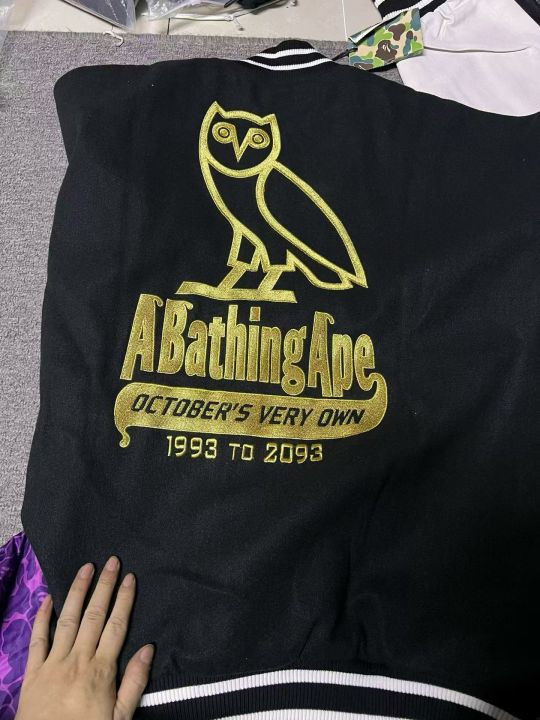 A Bathing Ape
OCTOBER'S VERY OWN
1993 TO 2093